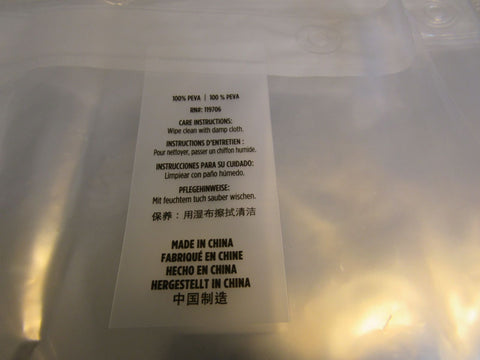 100% PEVA | 100 % PEVA
RN#: 119706
CARE INSTRUCTIONS:
Wipe clean with damp cloth.
INSTRUCTIONS D'ENTRETIEN :
Pour nettoyer, passer un chiffon humide.
INSTRUCCIONES PARA SU CUIDADO:
Limpiear con paño húmedo.
PFLEGEHINWEISE:
Mit feuchtem tuch sauber wischen.
保养：用湿布擦拭清洁
MADE IN CHINA
FABRIQUÉ EN CHINE
HECHO EN CHINA
HERGESTELLT IN CHINA
中国制造